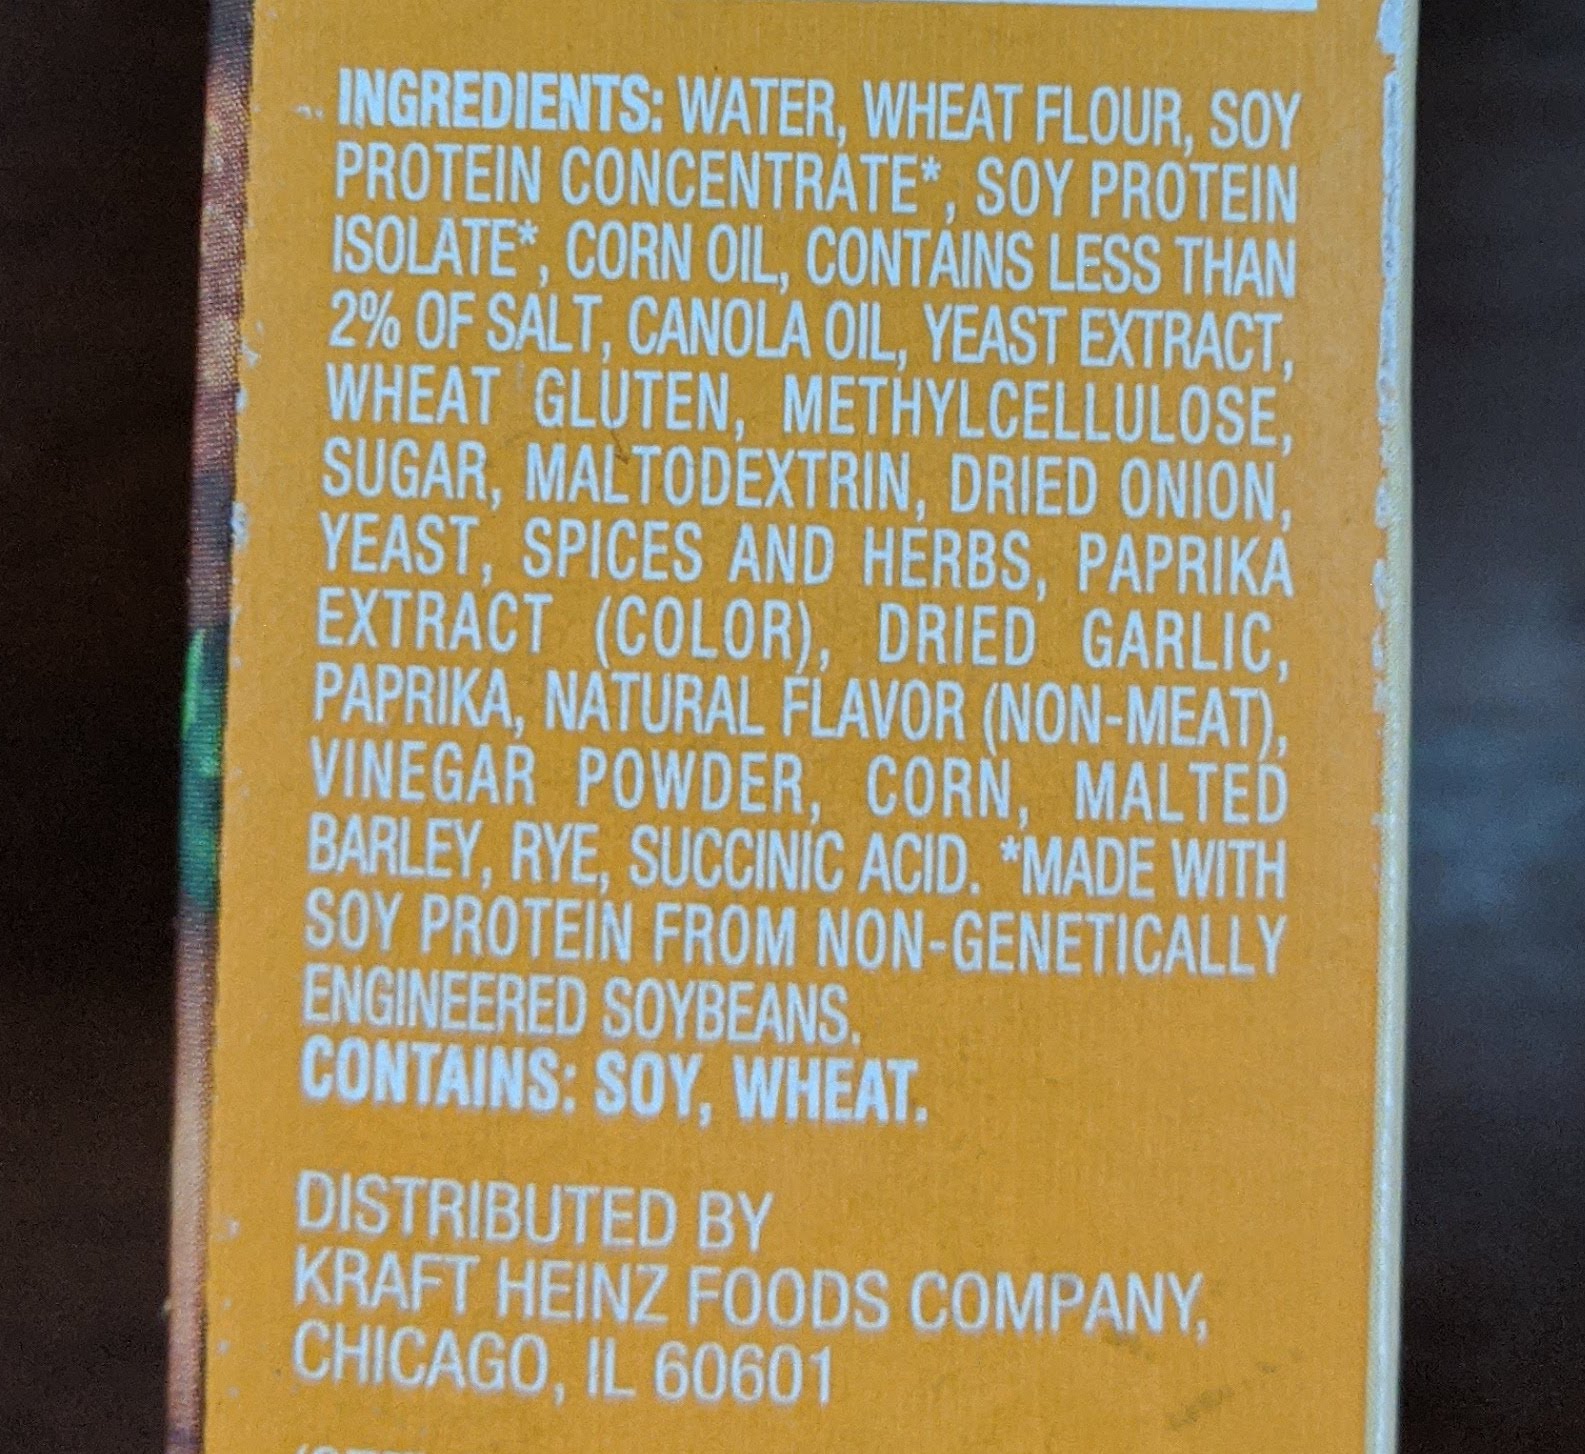 INGREDIENTS: WATER, WHEAT FLOUR, SOY
PROTEIN CONCENTRATE*, SOY PROTEIN
ISOLATE*, CORN OIL, CONTAINS LESS THAN
2% OF SALT, CANOLA OIL, YEAST EXTRACT,
WHEAT GLUTEN, METHYLCELLULOSE,
SUGAR, MALTODEXTRIN, DRIED ONION,
YEAST, SPICES AND HERBS, PAPRIKA
EXTRACT (COLOR), DRIED GARLIC,
PAPRIKA, NATURAL FLAVOR (NON-MEAT),
VINEGAR POWDER, CORN, MALTED
BARLEY, RYE, SUCCINIC ACID. *MADE WITH
SOY PROTEIN FROM NON-GENETICALLY
ENGINEERED SOYBEANS.
CONTAINS: SOY, WHEAT.
DISTRIBUTED BY
KRAFT HEINZ FOODS COMPANY,
CHICAGO, IL 60601